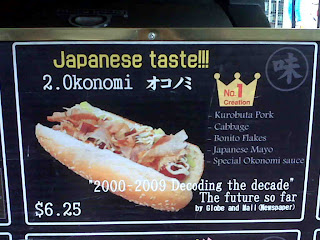 Japanese taste!!!
2.Okonomi オコノミ
No.1
Creation
味
- Kurobuta Pork
- Cabbage
- Bonito Flakes
- Japanese Mayo
- Special Okonomi sauce
"2000-2009 Decoding the decade"
The future so far
by Globe and Mail(Newspaper)
$6.25